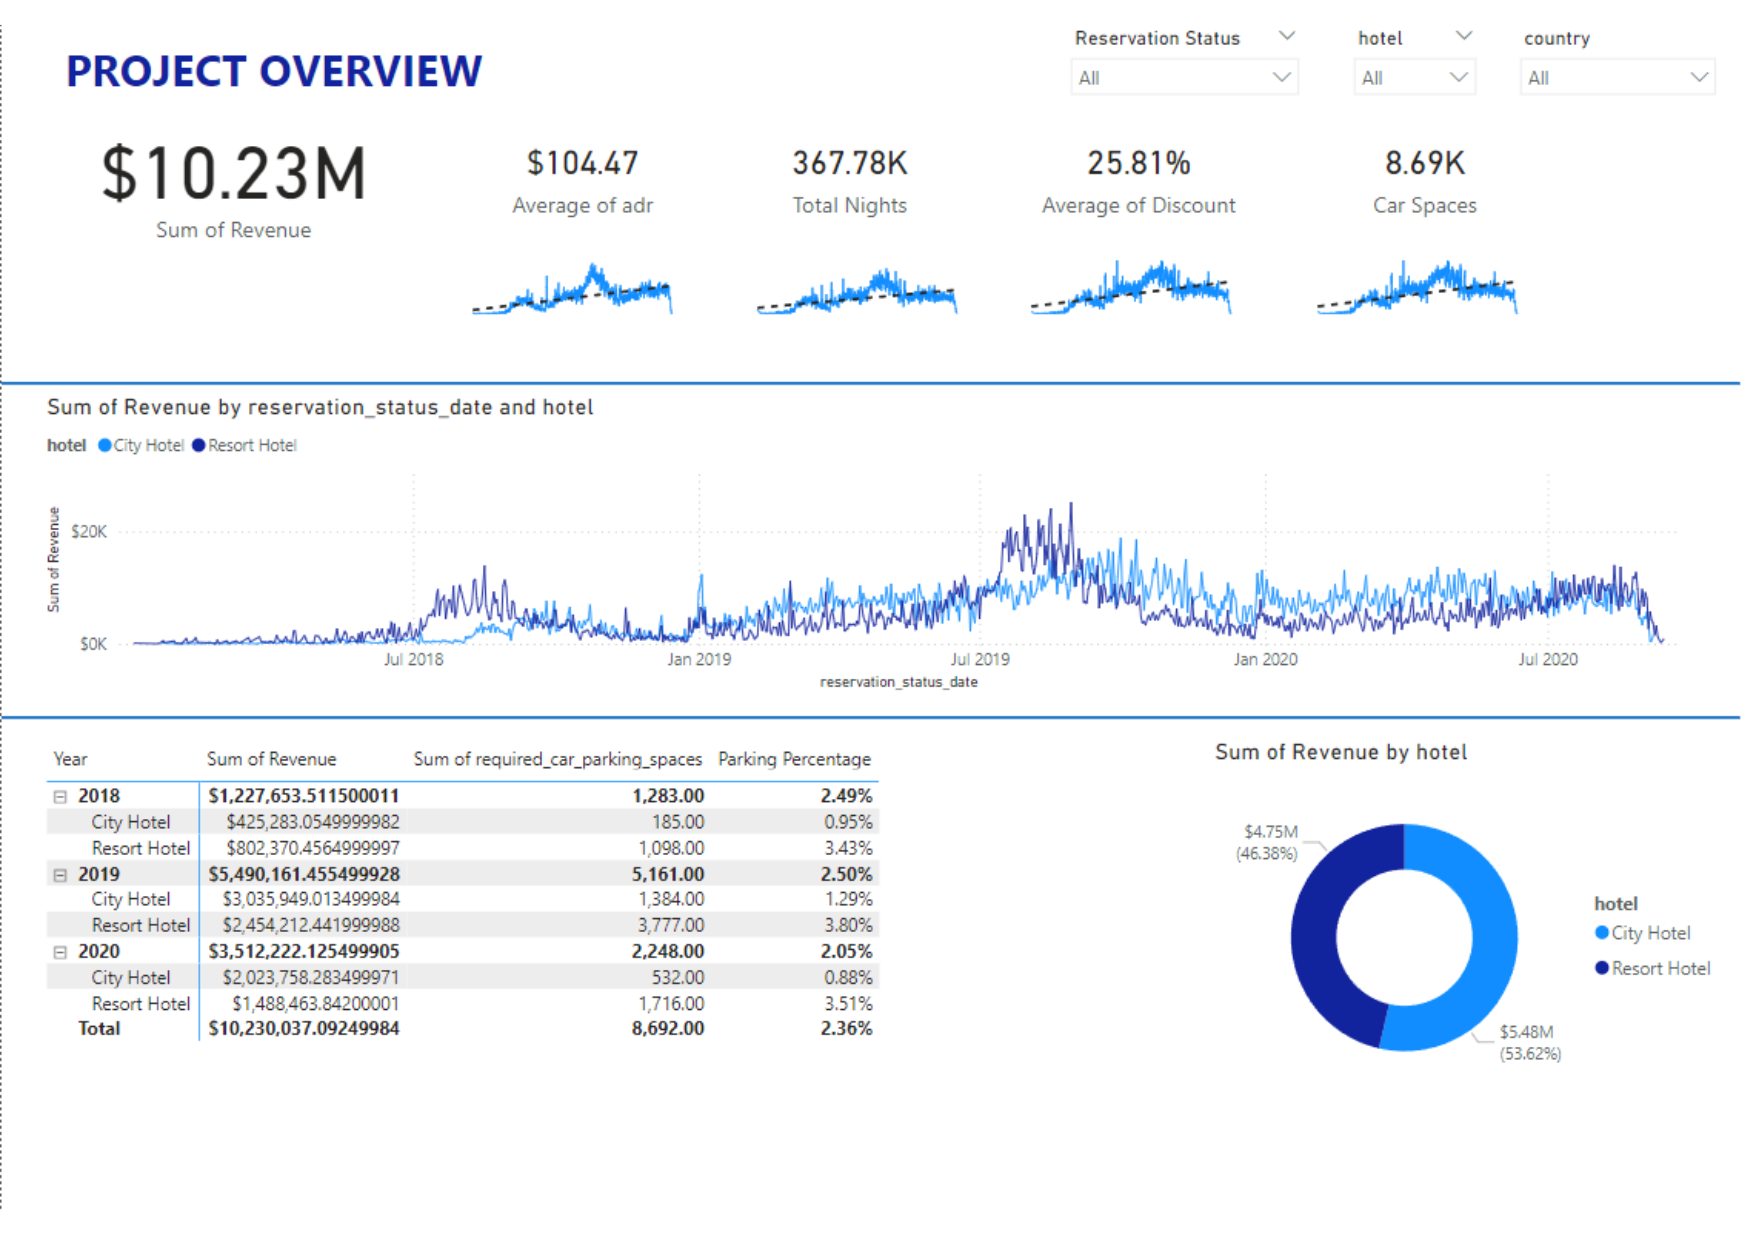 PROJECT OVERVIEW
Reservation Status
All
hotel
All
country
All
$10.23M
Sum of Revenue
$104.47
Average of adr
367.78K
Total Nights
25.81%
Average of Discount
8.69K
Car Spaces
Sum of Revenue by reservation_status_date and hotel
hotel City Hotel Resort Hotel
Sum of Revenue
$20K
$0K
Jul 2018 Jan 2019 Jul 2019 Jan 2020 Jul 2020
reservation_status_date
Year Sum of Revenue Sum of required_car_parking_spaces Parking Percentage
2018 $1,227,653.511500011 1,283.00 2.49%
City Hotel $425,283.0549999982 185.00 0.95%
Resort Hotel $802,370.4564999997 1,098.00 3.43%
2019 $5,490,161.455499928 5,161.00 2.50%
City Hotel $3,035,949.013499984 1,384.00 1.29%
Resort Hotel $2,454,212.441999988 3,777.00 3.80%
2020 $3,512,222.125499905 2,248.00 2.05%
City Hotel $2,023,758.283499971 532.00 0.88%
Resort Hotel $1,488,463.84200001 1,716.00 3.51%
Total $10,230,037.09249984 8,692.00 2.36%
Sum of Revenue by hotel
$4.75M
(46.38%)
$5.48M
(53.62%)
hotel
City Hotel
Resort Hotel